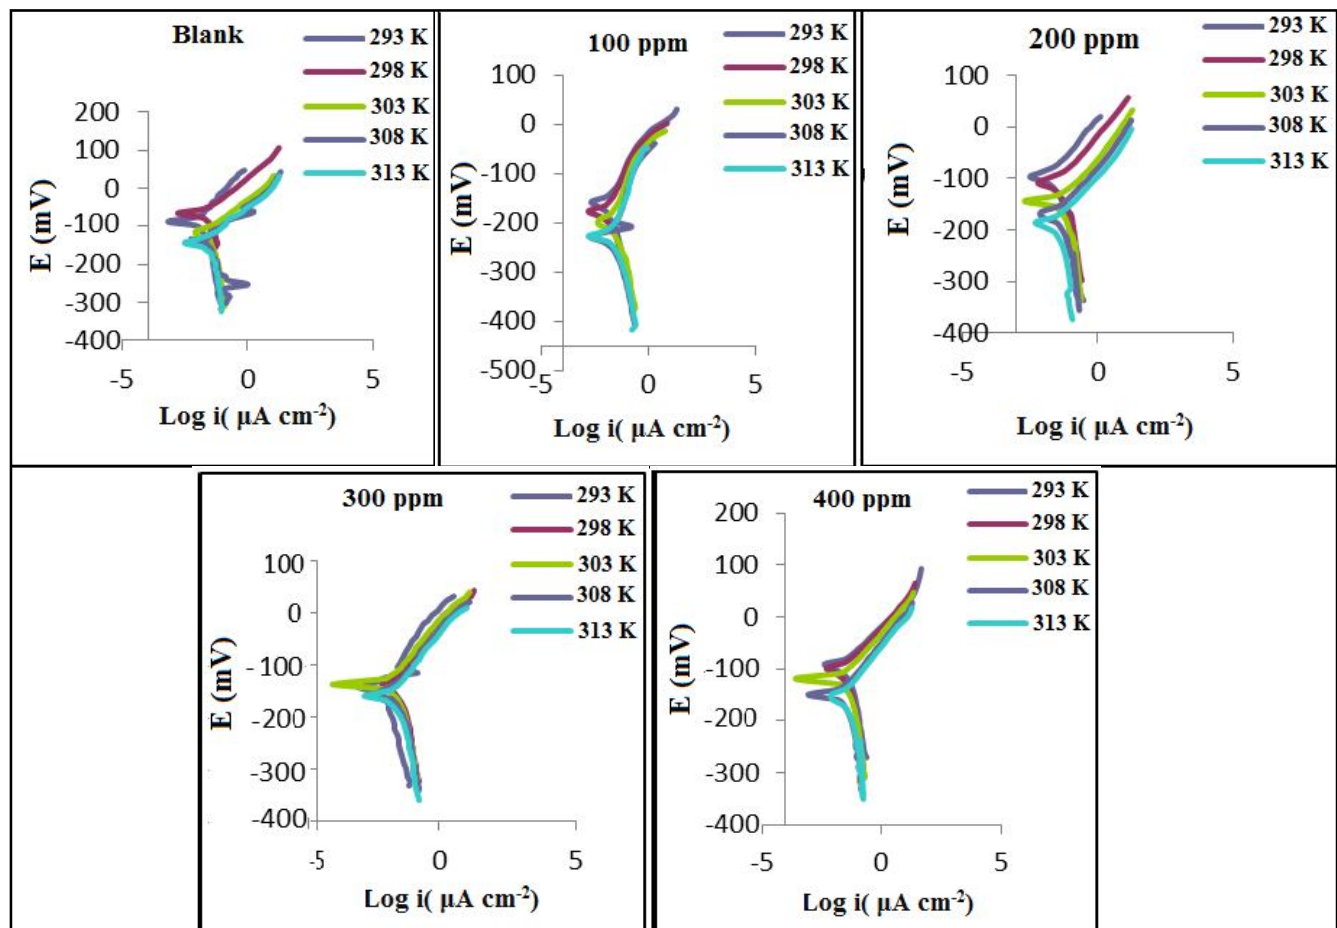 Blank
293 K
298 K
303 K
308 K
313 K
200
100
0
-100
-200
-300
-400
-5
0
5
E (mV)
Log i( μA cm-2)
100 ppm
293 K
298 K
303 K
308 K
313 K
100
0
-100
-200
-300
-400
-500
-5
0
5
E (mV)
Log i( μA cm-2)
200 ppm
293 K
298 K
303 K
308 K
313 K
100
0
-100
-200
-300
-400
-5
0
5
E (mV)
Log i( μA cm-2)
300 ppm
293 K
298 K
303 K
308 K
313 K
100
0
-100
-200
-300
-400
-5
0
5
E (mV)
Log i( μA cm-2)
400 ppm
293 K
298 K
303 K
308 K
313 K
200
100
0
-100
-200
-300
-400
-5
0
5
E (mV)
Log i( μA cm-2)